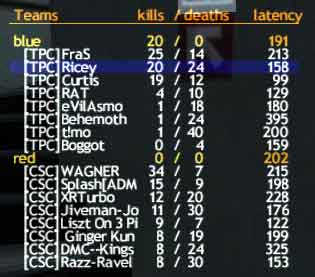 Teams kills / deaths latency
blue 20 / 0 191
[TPC]FraS 25 / 14 213
[TPC]Ricey 20 / 24 158
[TPC]Curtis 19 / 12 99
[TPC]RAT 4 / 10 129
[TPC]eVilAsmo 1 / 18 180
[TPC]Behemoth 1 / 24 395
[TPC]t!mo 1 / 40 200
[TPC]Boggot 0 / 4 159
red 0 / 0 202
[CSC]WAGNER 34 / 7 215
[CSC]Splash[ADM 15 / 9 198
[CSC]XRTurbo 12 / 20 228
[CSC]Jiveman-Jo 11 / 30 176
[CSC]Liszt On 3 Pi 9 / 7 122
[CSC] Ginger Kun 8 / 19 199
[CSC]DMC--Kings 7 / 24 325
[CSC]Razz-Ravel 8 / 30 153